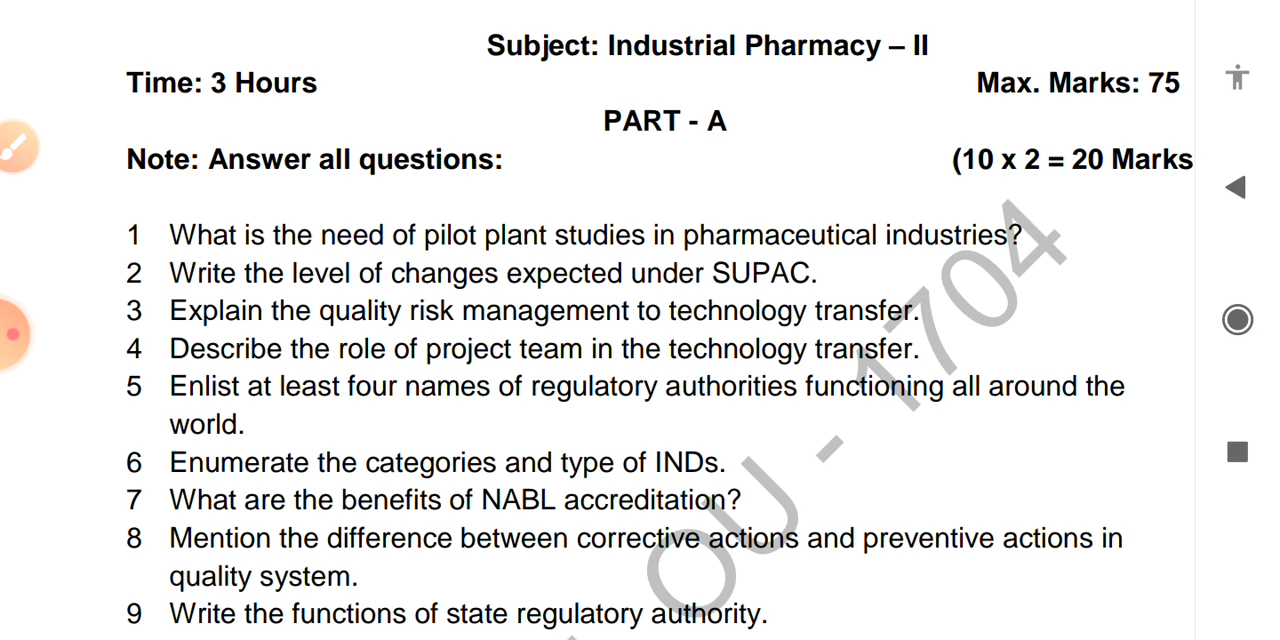 Subject: Industrial Pharmacy – II
Time: 3 Hours Max. Marks: 75
PART - A
Note: Answer all questions: (10 x 2 = 20 Marks
1 What is the need of pilot plant studies in pharmaceutical industries?
2 Write the level of changes expected under SUPAC.
3 Explain the quality risk management to technology transfer.
4 Describe the role of project team in the technology transfer.
5 Enlist at least four names of regulatory authorities functioning all around the
world.
6 Enumerate the categories and type of INDs.
7 What are the benefits of NABL accreditation?
8 Mention the difference between corrective actions and preventive actions in
quality system.
9 Write the functions of state regulatory authority.
OU - 1704